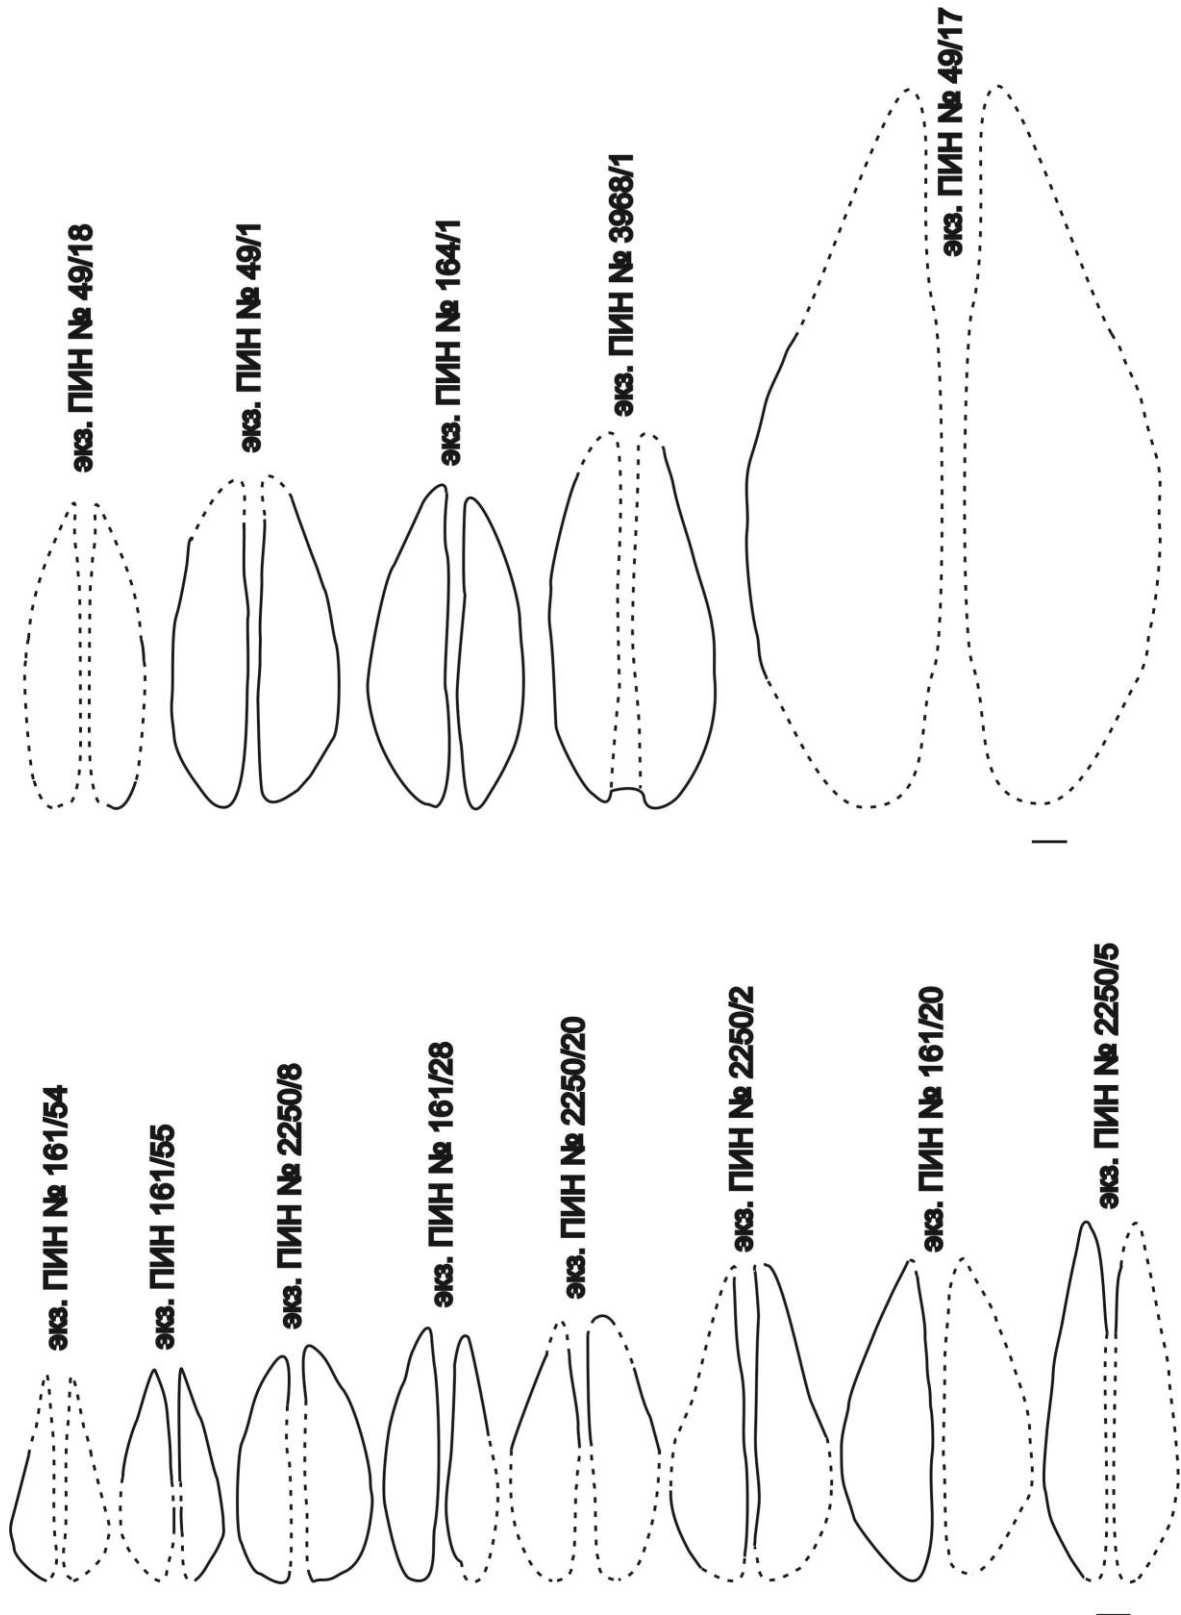 экз. ПИН № 49/18
экз. ПИН № 49/1
экз. ПИН № 164/1
экз. ПИН № 3968/1
экз. ПИН № 49/17
экз. ПИН № 161/54
экз. ПИН 161/55
экз. ПИН № 2250/8
экз. ПИН № 161/28
экз. ПИН № 2250/20
экз. ПИН № 2250/2
экз. ПИН № 161/20
экз. ПИН № 2250/5